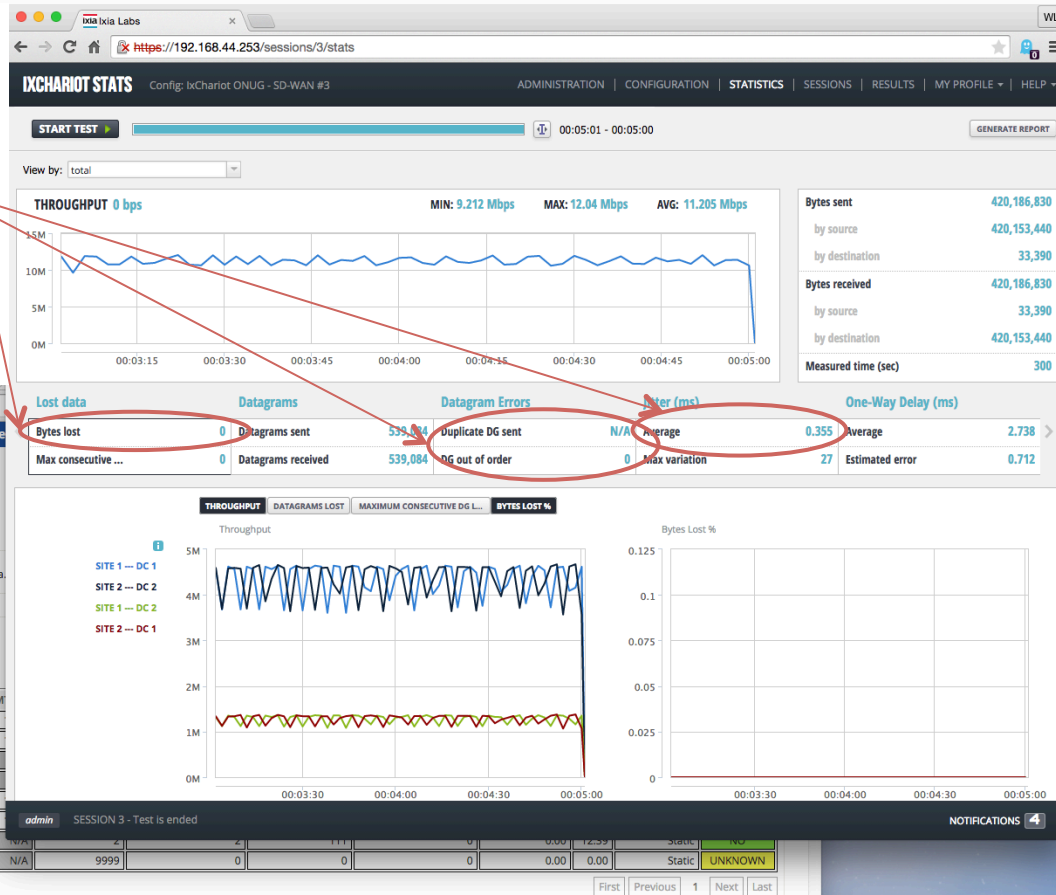 ixia Ixia Labs ×
WL
https://192.168.44.253/sessions/3/stats
0
IXCHARIOT STATS Config: IxChariot ONUG - SD-WAN #3 ADMINISTRATION | CONFIGURATION | STATISTICS | SESSIONS | RESULTS | MY PROFILE | HELP
START TEST 00:05:01 - 00:05:00 GENERATE REPORT
View by: total
THROUGHPUT 0 bps MIN: 9.212 Mbps MAX: 12.04 Mbps AVG: 11.205 Mbps
15M
10M
5M
0M
00:03:15 00:03:30 00:03:45 00:04:00 00:04:15 00:04:30 00:04:45 00:05:00
Bytes sent 420,186,830
by source 420,153,440
by destination 33,390
Bytes received 420,186,830
by source 33,390
by destination 420,153,440
Measured time (sec) 300
Lost data Datagrams Datagram Errors Jitter (ms) One-Way Delay (ms)
Bytes lost 0 Datagrams sent 539,084 Duplicate DG sent N/A Average 0.355 Average 2.738
Max consecutive ... 0 Datagrams received 539,084 DG out of order 0 Max variation 27 Estimated error 0.712
THROUGHPUT DATAGRAMS LOST MAXIMUM CONSECUTIVE DG L... BYTES LOST %
Throughput Bytes Lost %
i
SITE 1 --- DC 1
SITE 2 --- DC 2
SITE 1 --- DC 2
SITE 2 --- DC 1
5M
4M
3M
2M
1M
0M
00:03:30 00:04:00 00:04:30 00:05:00
0.125
0.1
0.075
0.05
0.025
0
00:03:30 00:04:00 00:04:30 00:05:00
admin SESSION 3 - Test is ended NOTIFICATIONS 4
N/A 2 2 111 0 0.00 12.39 Static NO
N/A 9999 0 0 0 0.00 0.00 Static UNKNOWN
First Previous 1 Next Last